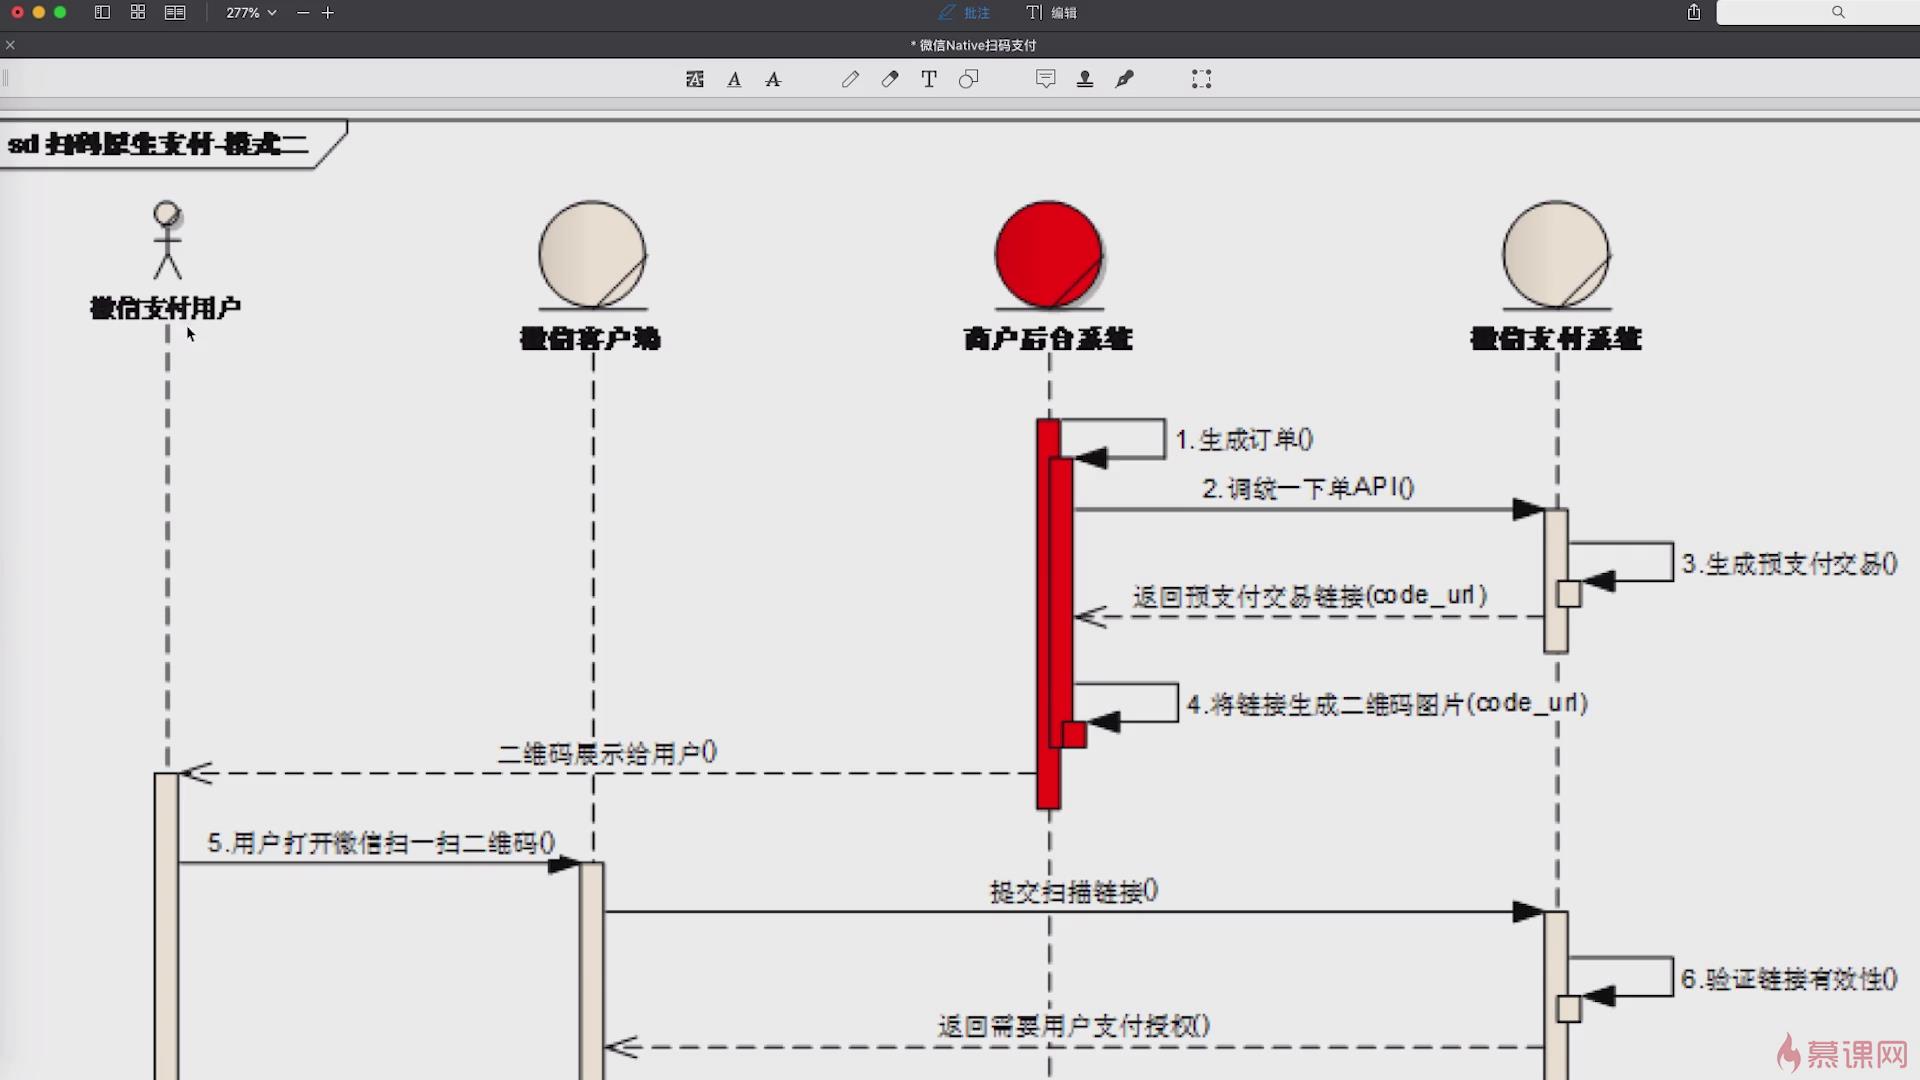 277%
批注
编辑
* 微信Native扫码支付
sd 扫码原生支付-模式二
微信支付用户
微信客户端
商户后台系统
微信支付系统
1.生成订单()
2.调统一下单API()
3.生成预支付交易()
返回预支付交易链接(code_url)
4.将链接生成二维码图片(code_url)
二维码展示给用户()
5.用户打开微信扫一扫二维码()
提交扫描链接()
6.验证链接有效性()
返回需要用户支付授权()
慕课网